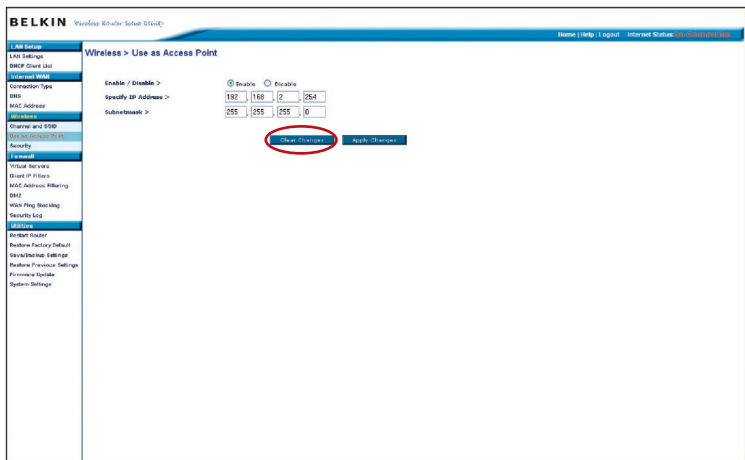 BELKIN Wireless Router Setup Utility
Home | Help | Logout Internet Status:
LAN Setup
LAN Settings
DHCP Client List
Internet WAN
Connection Type
DNS
MAC Address
Wireless
Channel and SSID
Use as Access Point
Security
Firewall
Virtual Servers
Client IP Filters
MAC Address Filtering
DMZ
WAN Ping Blocking
Security Log
Utilities
Restart Router
Restore Factory Default
Save/Backup Settings
Restore Previous Settings
Firmware Update
System Settings
Wireless > Use as Access Point
Enable / Disable > Enable Disable
Specify IP Address > 192 . 168 . 2 . 254
Subnetmask > 255 . 255 . 255 . 0
Clear Changes Apply Changes